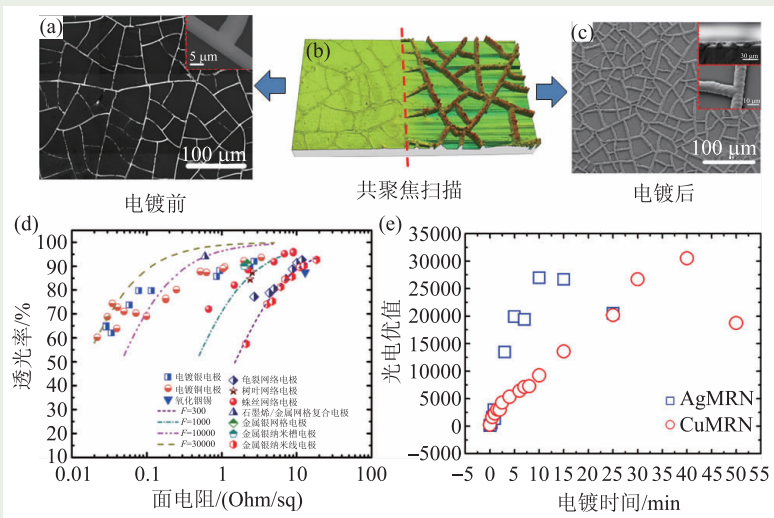 (a)
5 μm
100 μm
电镀前
(b)
共聚焦扫描
(c)
30 μm
10 μm
100 μm
电镀后
(d)
透光率/%
100
90
80
70
60
50
40
30
20
10
电镀银电极
电镀铜电极
氧化铟锡
F=300
F=1000
F=10000
F=30000
龟裂网络电极
树叶网络电极
蛛丝网络电极
石墨烯/金属网格复合电极
金属银网格电极
金属银纳米槽电极
金属银纳米线电极
0.01 0.1 1 10 100
面电阻/(Ohm/sq)
(e)
光电优值
35000
30000
25000
20000
15000
10000
5000
0
-5000
AgMRN
CuMRN
-5 0 5 10 15 20 25 30 35 40 45 50 55
电镀时间/min